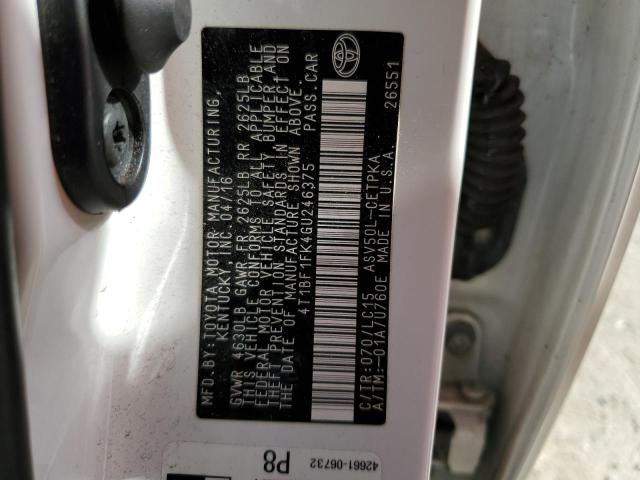 MFD.BY:TOYOTA MOTOR MANUFACTURING,
KENTUCKY, INC. 04/16
GVWR 4630LB GAWR FR 2625LB RR 2625LB
THIS VEHICLE CONFORMS TO ALL APPLICABLE
FEDERAL MOTOR VEHICLE SAFETY, BUMPER, AND
THEFT PREVENTION STANDARDS IN EFFECT ON
THE DATE OF MANUFACTURE SHOWN ABOVE.
4T1BF1FK4GU246375 PASS.CAR
C/TR:070/LC15 ASV50L-CETPKA
A/TM:-01A/U760E MADE IN U.S.A. 26551
42661-06732
P8